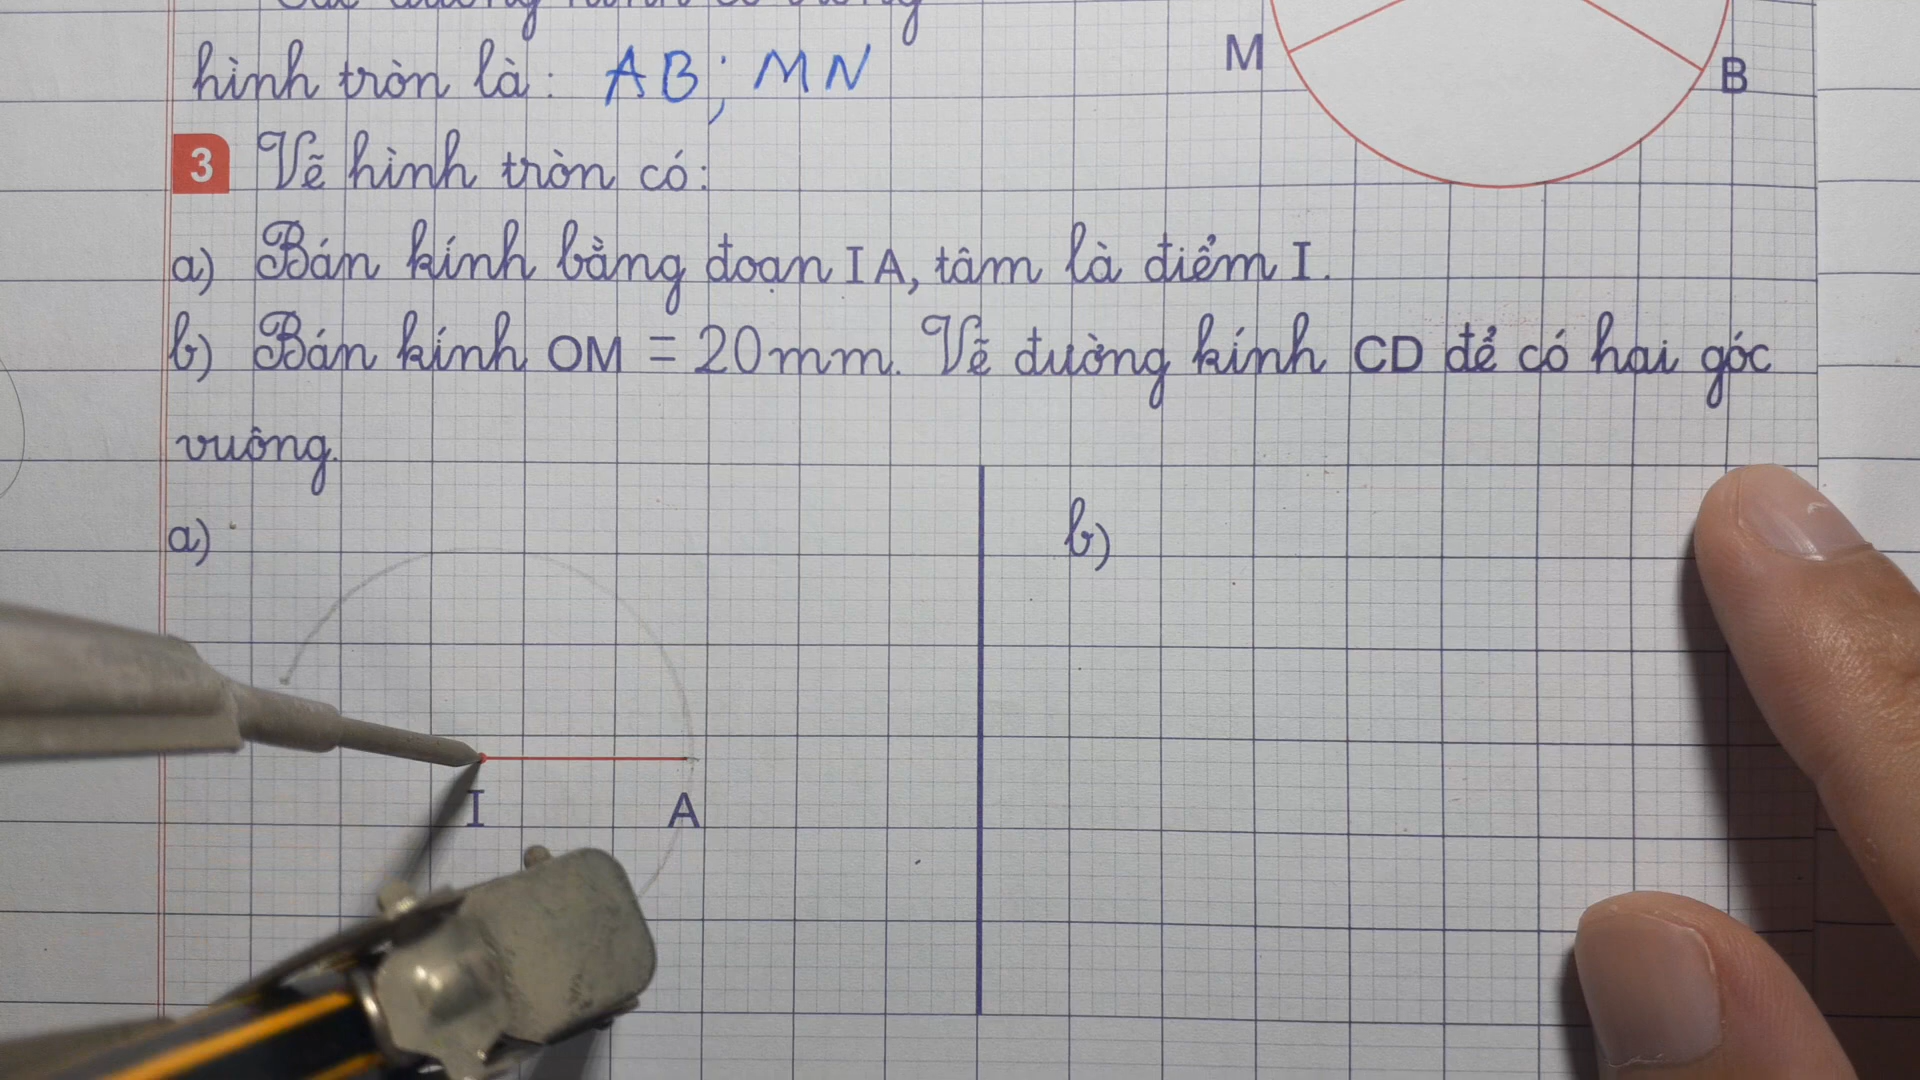 hình tròn là: AB; MN
M
B
3 Vẽ hình tròn có:
a) Bán kính bằng đoạn IA, tâm là điểm I.
b) Bán kính OM = 20mm. Vẽ đường kính CD để có hai góc
vuông.
a)
b)
I A